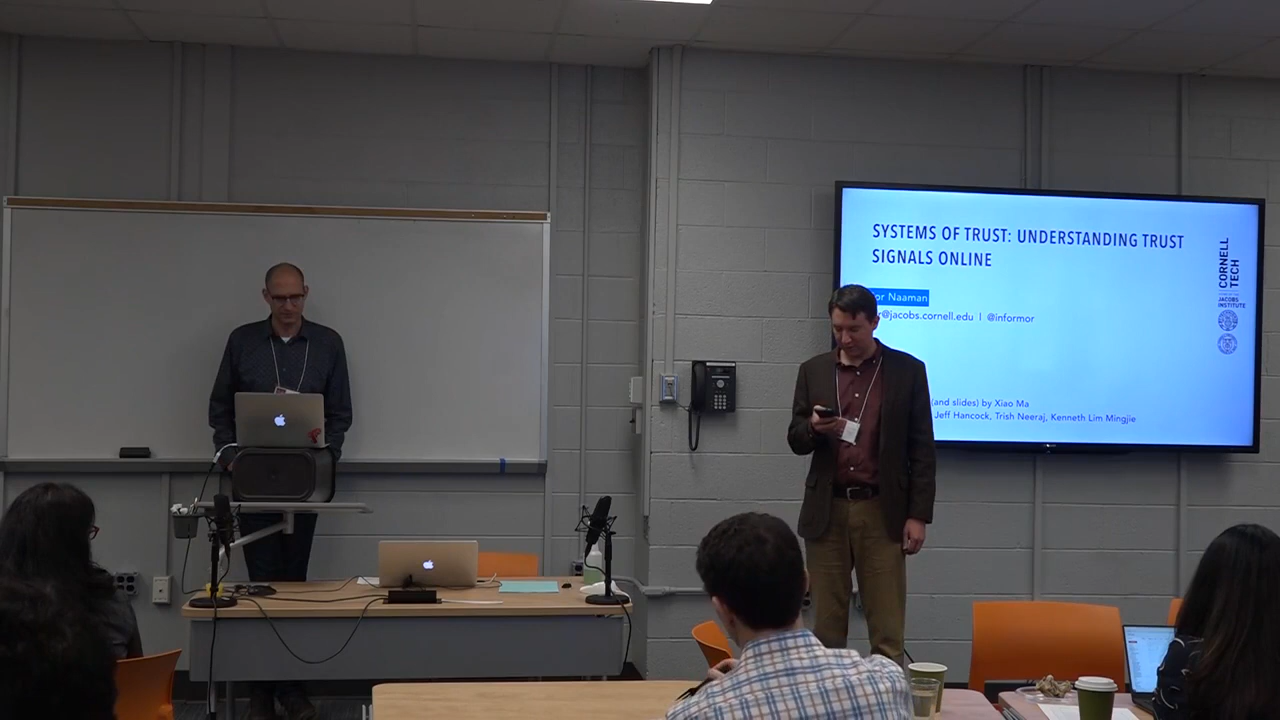 SYSTEMS OF TRUST: UNDERSTANDING TRUST
SIGNALS ONLINE
Naaman
@jacobs.cornell.edu | @informor
(and slides) by Xiao Ma
Jeff Hancock, Trish Neeraj, Kenneth Lim Mingjie
CORNELL
TECH
JACOBS
INSTITUTE